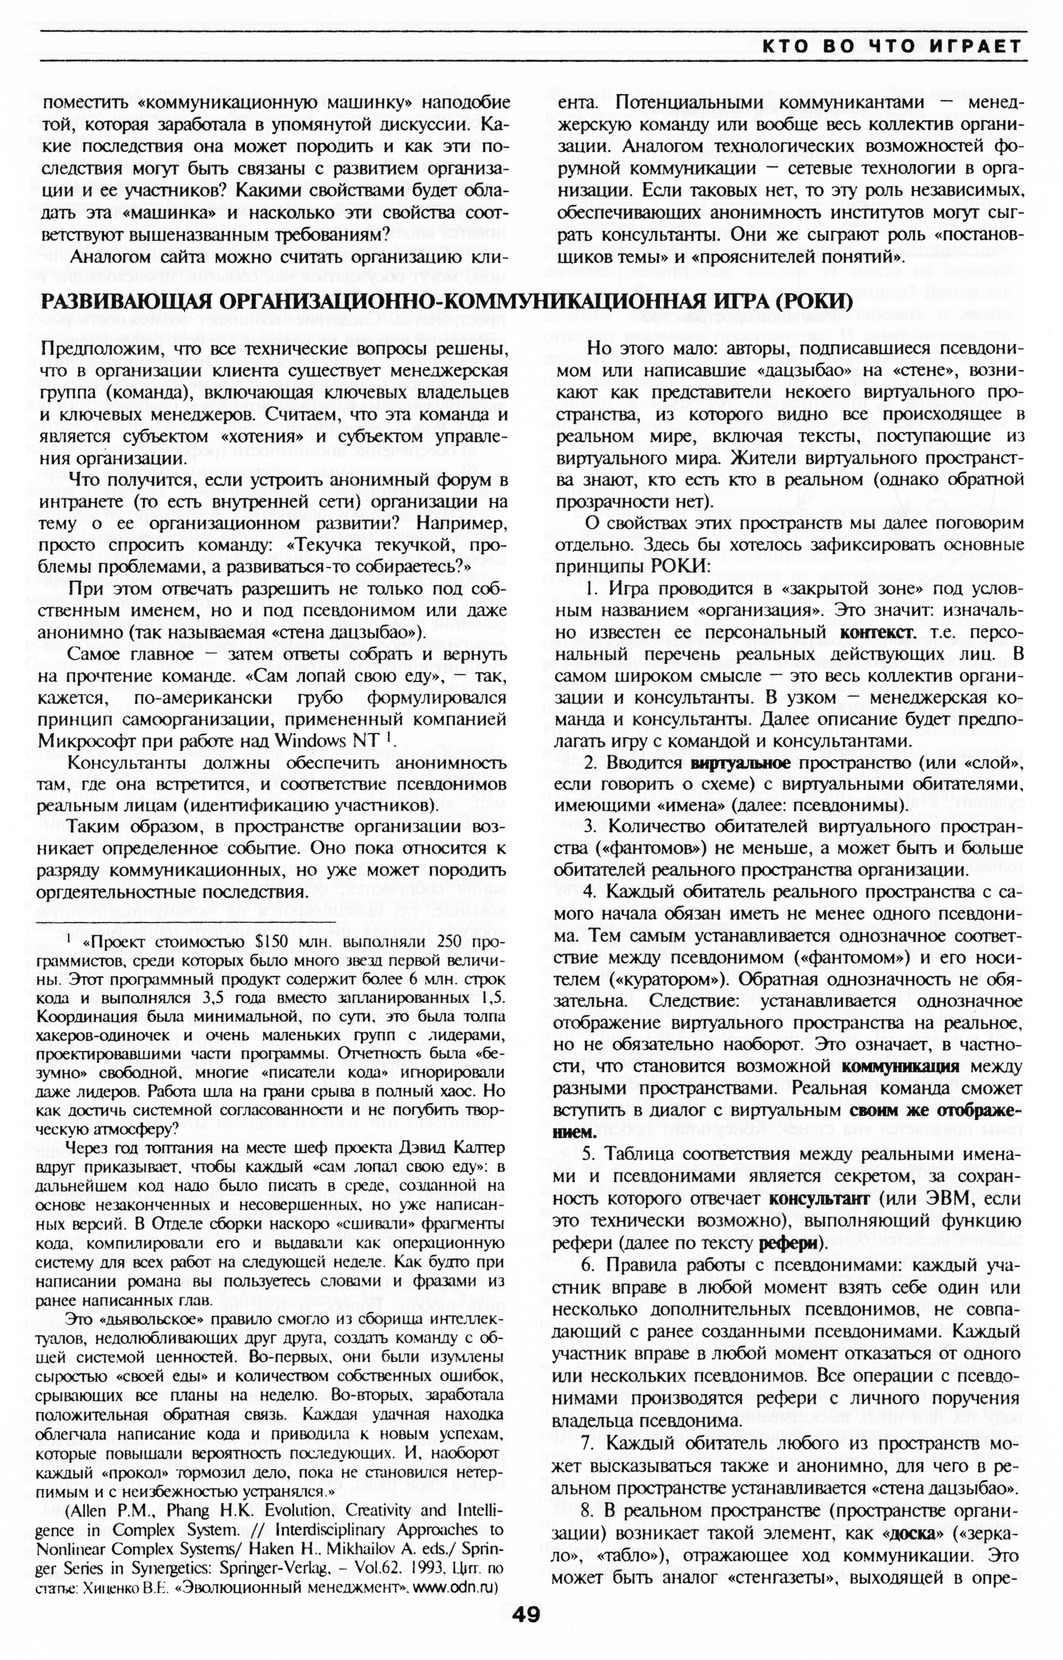 КТО ВО ЧТО ИГРАЕТ
поместить «коммуникационную машинку» наподобие
той, которая заработала в упомянутой дискуссии. Ка-
кие последствия она может породить и как эти по-
следствия могут быть связаны с развитием организа-
ции и ее участников? Какими свойствами будет обла-
дать эта «машинка» и насколько эти свойства соот-
ветствуют вышеназванным требованиям?
Аналогом сайта можно считать организацию кли-
ента. Потенциальными коммуникантами — менед-
жерскую команду или вообще весь коллектив органи-
зации. Аналогом технологических возможностей фо-
румной коммуникации — сетевые технологии в орга-
низации. Если таковых нет, то эту роль независимых,
обеспечивающих анонимность институтов могут сыг-
рать консультанты. Они же сыграют роль «постанов-
щиков темы» и «прояснителей понятий».
РАЗВИВАЮЩАЯ ОРГАНИЗАЦИОННО-КОММУНИКАЦИОННАЯ ИГРА (РОКИ)
Предположим, что все технические вопросы решены,
что в организации клиента существует менеджерская
группа (команда), включающая ключевых владельцев
и ключевых менеджеров. Считаем, что эта команда и
является субъектом «хотения» и субъектом управле-
ния организации.
Что получится, если устроить анонимный форум в
интранете (то есть внутренней сети) организации на
тему о ее организационном развитии? Например,
просто спросить команду: «Текучка текучкой, про-
блемы проблемами, а развиваться-то собираетесь?»
При этом отвечать разрешить не только под соб-
ственным именем, но и под псевдонимом или даже
анонимно (так называемая «стена дацзыбао»).
Самое главное — затем ответы собрать и вернуть
на прочтение команде. «Сам лопай свою еду», — так,
кажется, по-американски грубо формулировался
принцип самоорганизации, примененный компанией
Микрософт при работе над Windows NT 1.
Консультанты должны обеспечить анонимность
там, где она встретится, и соответствие псевдонимов
реальным лицам (идентификацию участников).
Таким образом, в пространстве организации воз-
никает определенное событие. Оно пока относится к
разряду коммуникационных, но уже может породить
оргдеятельностные последствия.
1 «Проект стоимостью $150 млн. выполняли 250 про-
граммистов, среди которых было много звезд первой величи-
ны. Этот программный продукт содержит более 6 млн. строк
кода и выполнялся 3,5 года вместо запланированных 1,5.
Координация была минимальной, по сути, это была толпа
хакеров-одиночек и очень маленьких групп с лидерами,
проектировавшими части программы. Отчетность была «бе-
зумно» свободной, многие «писатели кода» игнорировали
даже лидеров. Работа шла на грани срыва в полный хаос. Но
как достичь системной согласованности и не погубить твор-
ческую атмосферу?
Через год топтания на месте шеф проекта Дэвид Калтер
вдруг приказывает, чтобы каждый «сам лопал свою еду»: в
дальнейшем код надо было писать в среде, созданной на
основе незаконченных и несовершенных, но уже написан-
ных версий. В Отделе сборки наскоро «сшивали» фрагменты
кода, компилировали его и выдавали как операционную
систему для всех работ на следующей неделе. Как будто при
написании романа вы пользуетесь словами и фразами из
ранее написанных глав.
Это «дьявольское» правило смогло из сборища интеллек-
туалов, недолюбливающих друг друга, создать команду с об-
щей системой ценностей. Во-первых, они были изумлены
сыростью «своей еды» и количеством собственных ошибок,
срывающих все планы на неделю. Во-вторых, заработала
положительная обратная связь. Каждая удачная находка
облегчала написание кода и приводила к новым успехам,
которые повышали вероятность последующих. И, наоборот
каждый «прокол» тормозил дело, пока не становился нетер-
пимым и с неизбежностью устранялся.»
(Allen P.M., Phang H.K. Evolution, Creativity and Intelli-
gence in Complex System. // Interdisciplinary Approaches to
Nonlinear Complex Systems/ Haken H., Mikhailov A. eds./ Sprin-
ger Series in Synergetics: Springer-Verlag, – Vol.62. 1993. Цит. по
статье: Хиценко В.Е. «Эволюционный менеджмент», www.odn.ru)
Но этого мало: авторы, подписавшиеся псевдони-
мом или написавшие «дацзыбао» на «стене», возни-
кают как представители некоего виртуального про-
странства, из которого видно все происходящее в
реальном мире, включая тексты, поступающие из
виртуального мира. Жители виртуального пространст-
ва знают, кто есть кто в реальном (однако обратной
прозрачности нет).
О свойствах этих пространств мы далее поговорим
отдельно. Здесь бы хотелось зафиксировать основные
принципы РОКИ:
1. Игра проводится в «закрытой зоне» под услов-
ным названием «организация». Это значит: изначаль-
но известен ее персональный контекст, т.е. персо-
нальный перечень реальных действующих лиц. В
самом широком смысле — это весь коллектив органи-
зации и консультанты. В узком — менеджерская ко-
манда и консультанты. Далее описание будет предпо-
лагать игру с командой и консультантами.
2. Вводится виртуальное пространство (или «слой»,
если говорить о схеме) с виртуальными обитателями,
имеющими «имена» (далее: псевдонимы).
3. Количество обитателей виртуального простран-
ства («фантомов») не меньше, а может быть и больше
обитателей реального пространства организации.
4. Каждый обитатель реального пространства с са-
мого начала обязан иметь не менее одного псевдони-
ма. Тем самым устанавливается однозначное соответ-
ствие между псевдонимом («фантомом») и его носи-
телем («куратором»). Обратная однозначность не обя-
зательна. Следствие: устанавливается однозначное
отображение виртуального пространства на реальное,
но не обязательно наоборот. Это означает, в частно-
сти, что становится возможной коммуникация между
разными пространствами. Реальная команда сможет
вступить в диалог с виртуальным своим же отображе-
нием.
5. Таблица соответствия между реальными имена-
ми и псевдонимами является секретом, за сохран-
ность которого отвечает консультант (или ЭВМ, если
это технически возможно), выполняющий функцию
рефери (далее по тексту рефери).
6. Правила работы с псевдонимами: каждый уча-
стник вправе в любой момент взять себе один или
несколько дополнительных псевдонимов, не совпа-
дающий с ранее созданными псевдонимами. Каждый
участник вправе в любой момент отказаться от одного
или нескольких псевдонимов. Все операции с псевдо-
нимами производятся рефери с личного поручения
владельца псевдонима.
7. Каждый обитатель любого из пространств мо-
жет высказываться также и анонимно, для чего в ре-
альном пространстве устанавливается «стена дацзыбао».
8. В реальном пространстве (пространстве органи-
зации) возникает такой элемент, как «доска» («зерка-
ло», «табло»), отражающее ход коммуникации. Это
может быть аналог «стенгазеты», выходящей в опре-
49